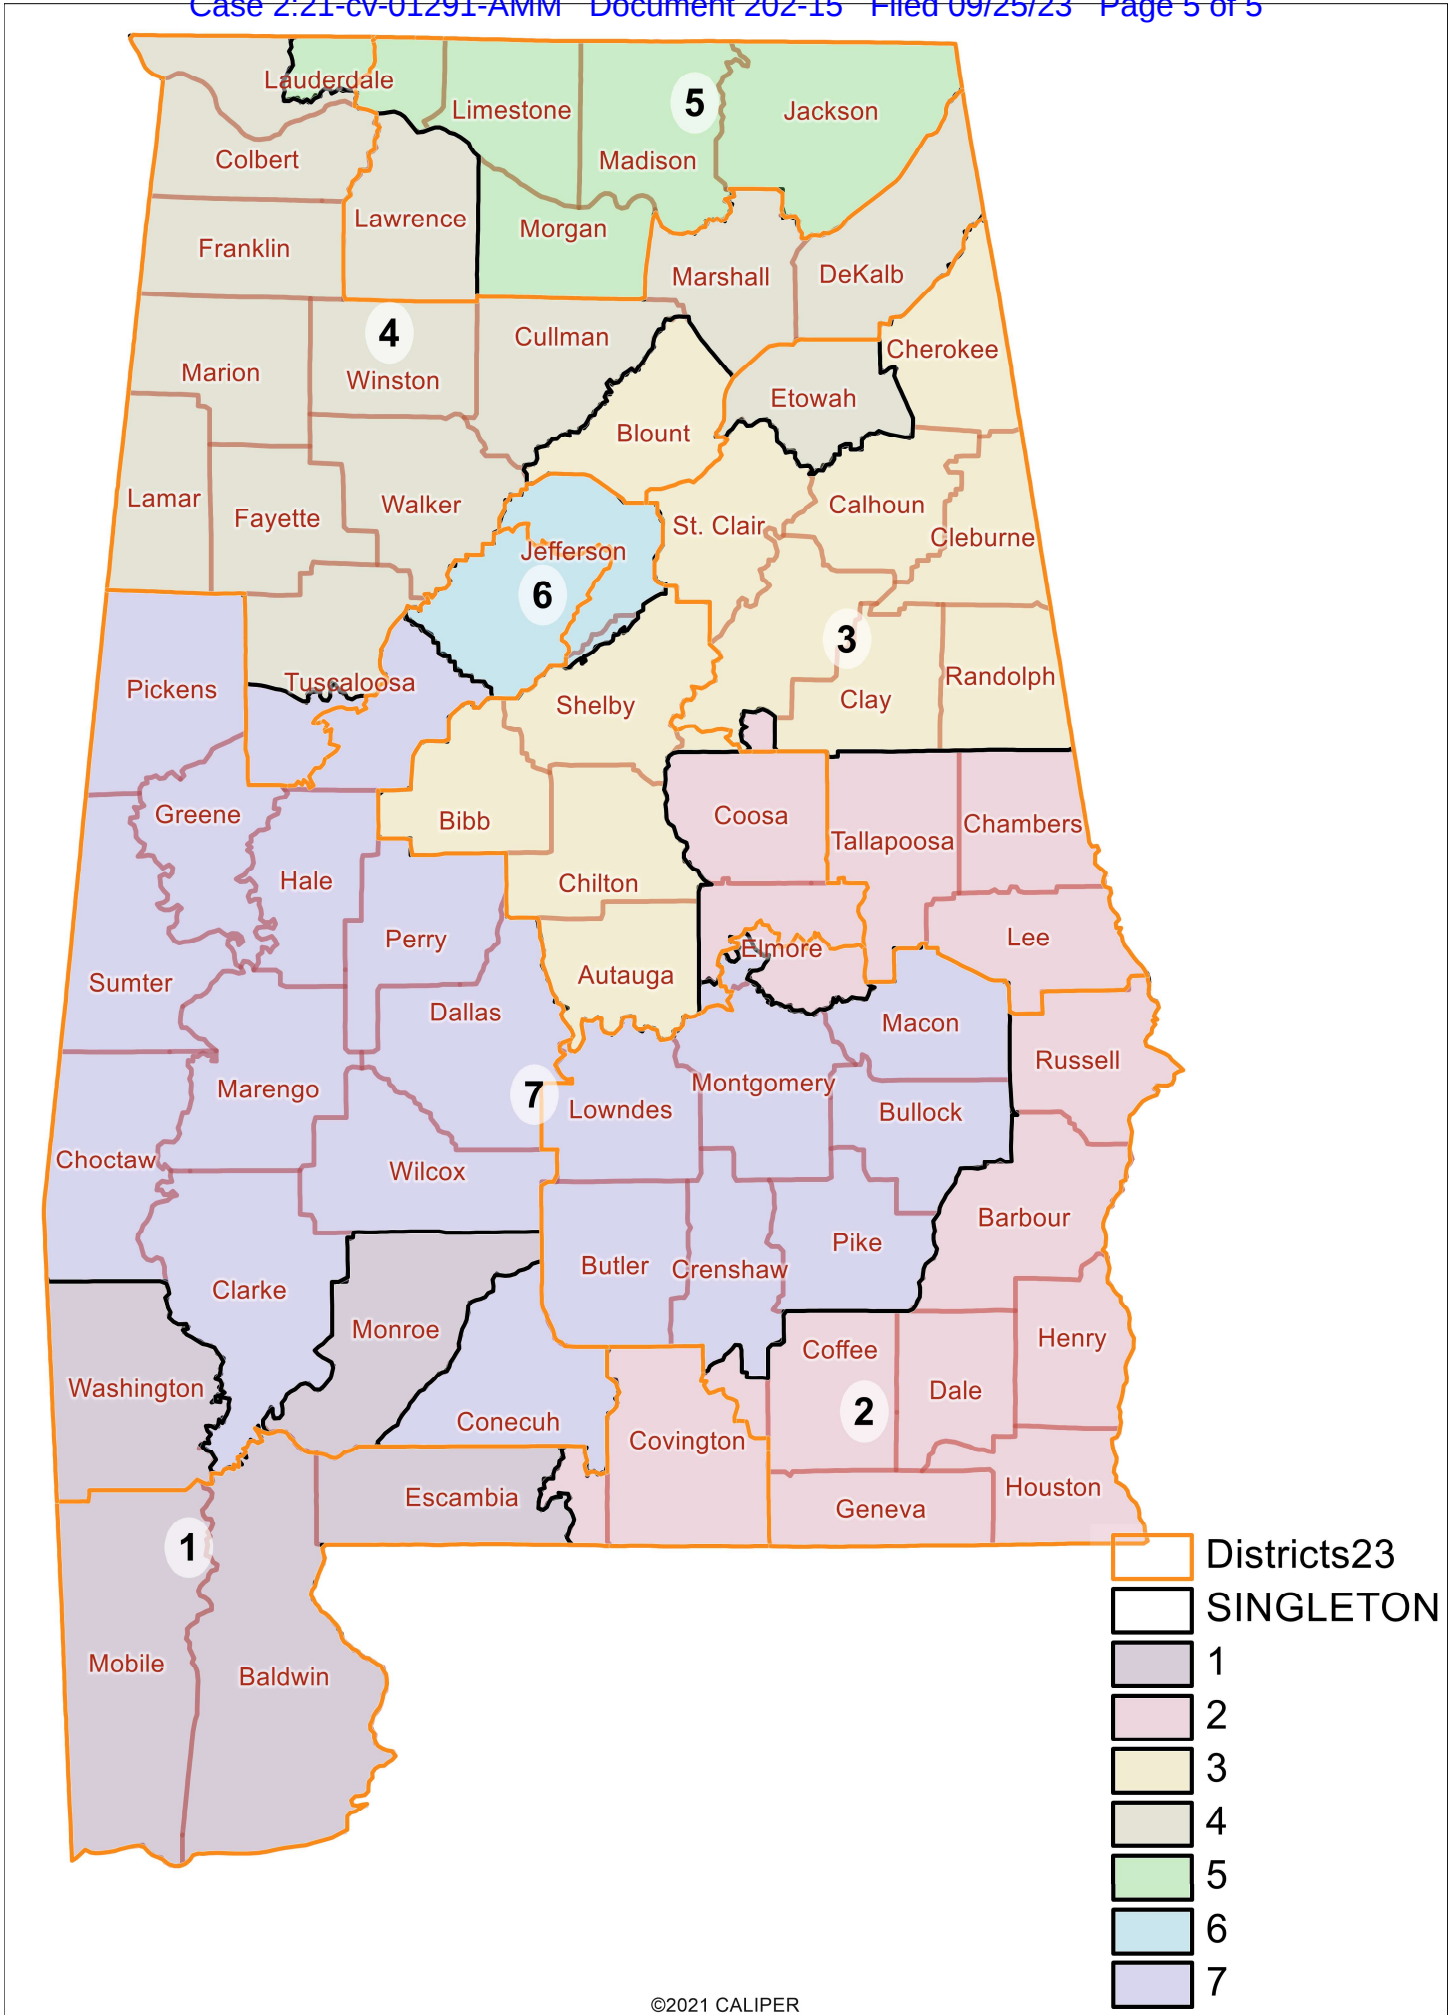 Case 2:21-cv-01291-AMM Document 202-15 Filed 09/25/23 Page 5 of 5
Lauderdale
Limestone
5
Jackson
Colbert
Madison
Lawrence
Morgan
Franklin
Marshall
DeKalb
4
Cullman
Cherokee
Marion
Winston
Etowah
Blount
Lamar
Fayette
Walker
St. Clair
Calhoun
Cleburne
Jefferson
6
3
Pickens
Tuscaloosa
Shelby
Clay
Randolph
Greene
Bibb
Coosa
Tallapoosa
Chambers
Hale
Chilton
Perry
Elmore
Lee
Sumter
Autauga
Dallas
Macon
Russell
Marengo
7
Lowndes
Montgomery
Bullock
Choctaw
Wilcox
Barbour
Clarke
Butler
Crenshaw
Pike
Monroe
Coffee
Henry
Washington
Dale
2
Conecuh
Covington
Escambia
Geneva
Houston
1
Mobile
Baldwin
Districts23
SINGLETON
1
2
3
4
5
6
7
©2021 CALIPER